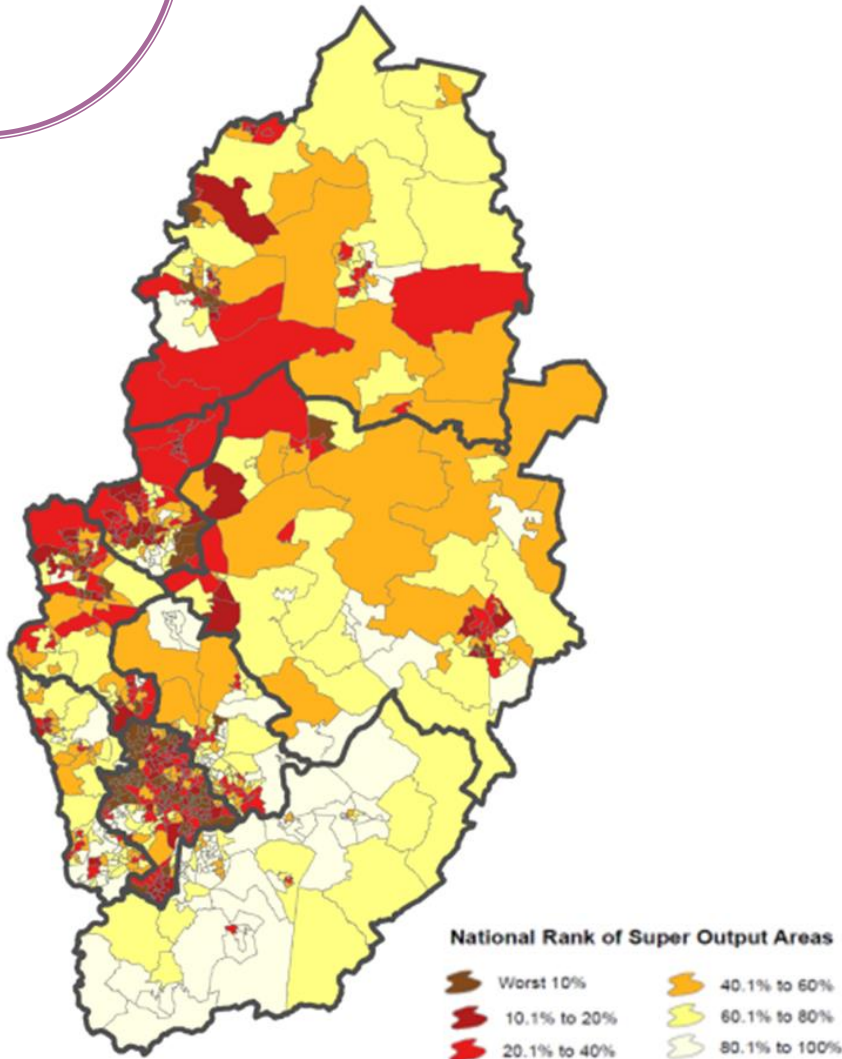 National Rank of Super Output Areas
Worst 10%
10.1% to 20%
20.1% to 40%
40.1% to 60%
60.1% to 80%
80.1% to 100%